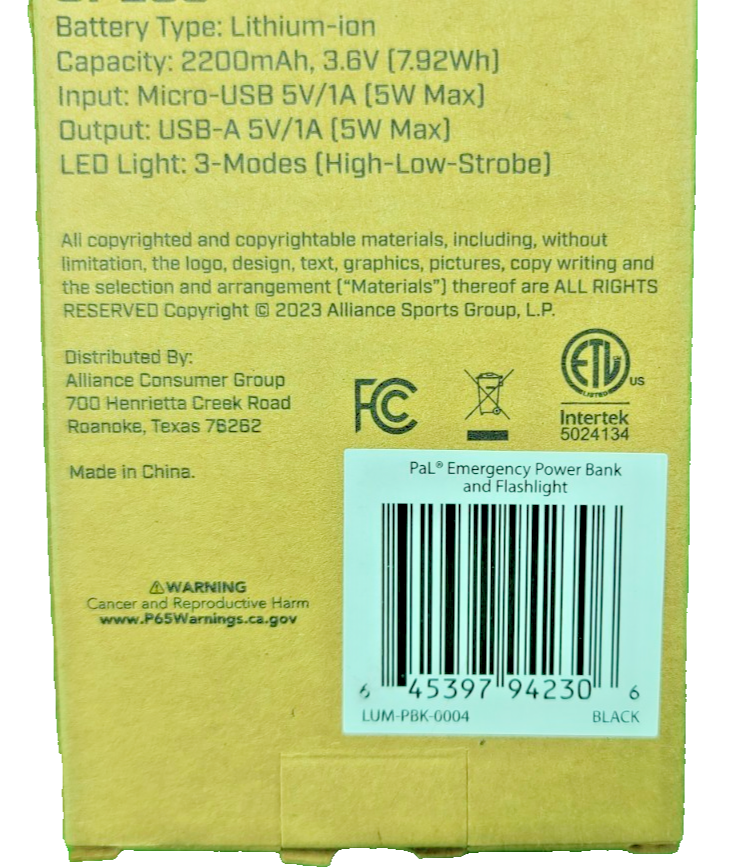 Battery Type: Lithium-ion
Capacity: 2200mAh, 3.6V (7.92Wh)
Input: Micro-USB 5V/1A (5W Max)
Output: USB-A 5V/1A (5W Max)
LED Light: 3-Modes (High-Low-Strobe)
All copyrighted and copyrightable materials, including, without
limitation, the logo, design, text, graphics, pictures, copy writing and
the selection and arrangement (“Materials”) thereof are ALL RIGHTS
RESERVED Copyright © 2023 Alliance Sports Group, L.P.
Distributed By:
Alliance Consumer Group
700 Henrietta Creek Road
Roanoke, Texas 76262
Made in China.
FCC
ETL
LISTED
US
Intertek
5024134
PaL® Emergency Power Bank
and Flashlight
6 45397 94230 6
LUM-PBK-0004 BLACK
⚠WARNING
Cancer and Reproductive Harm
www.P65Warnings.ca.gov